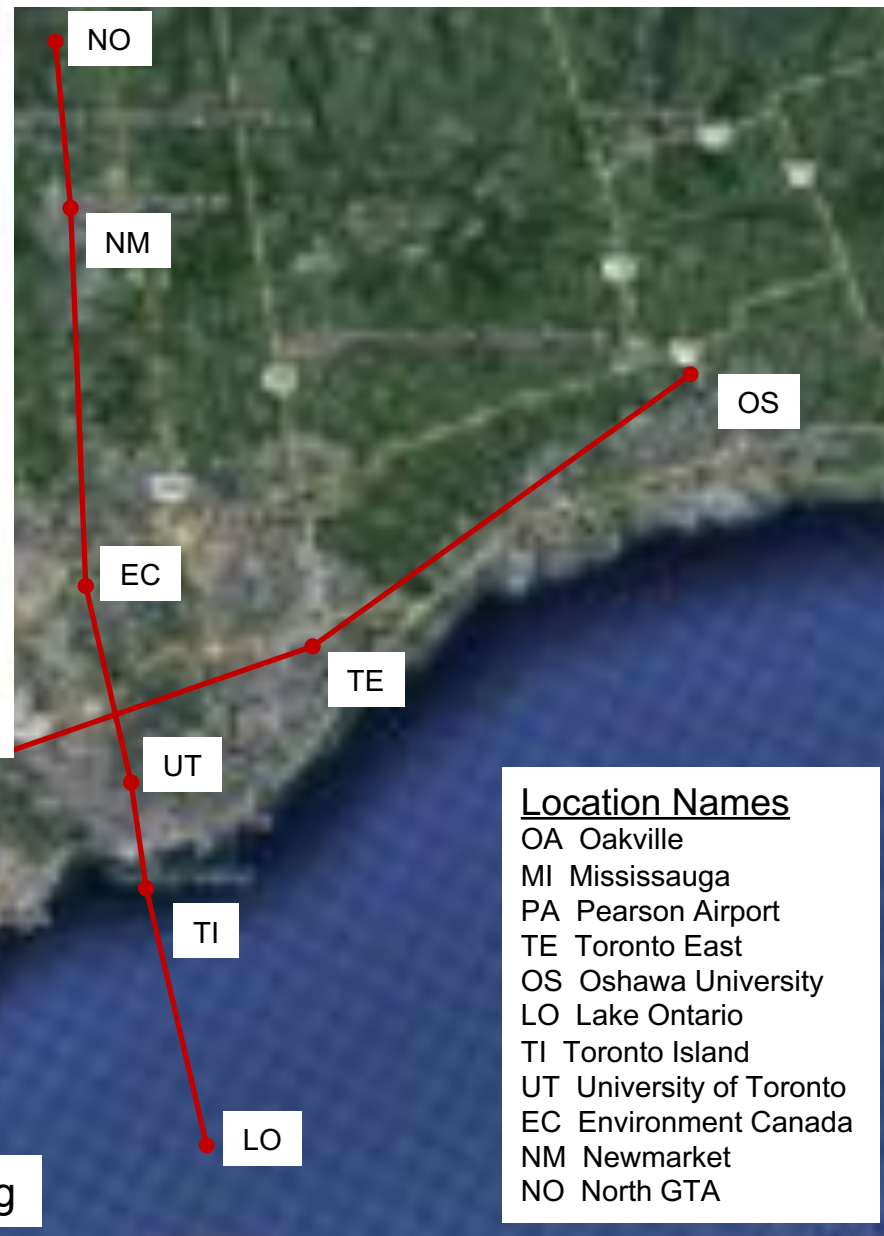 NO
NM
OS
EC
TE
UT
TI
LO
g
Location Names
OA Oakville
MI Mississauga
PA Pearson Airport
TE Toronto East
OS Oshawa University
LO Lake Ontario
TI Toronto Island
UT University of Toronto
EC Environment Canada
NM Newmarket
NO North GTA